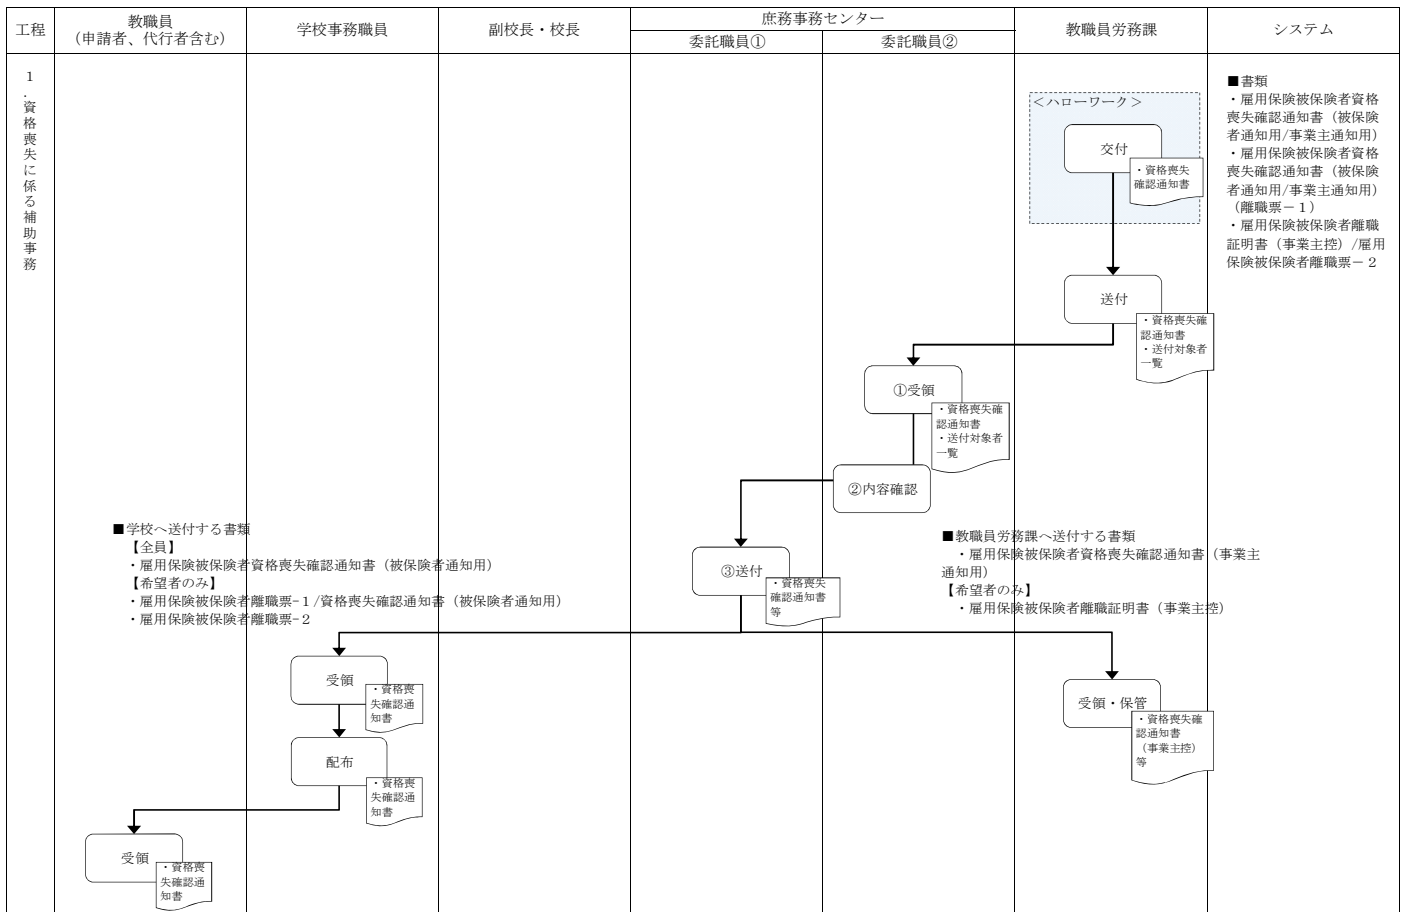 工程
教職員
（申請者、代行者含む）
学校事務職員
副校長・校長
庶務事務センター
委託職員①
委託職員②
教職員労務課
システム
1
.
資
格
喪
失
に
係
る
補
助
事
務
＜ハローワーク＞
交付
・資格喪失
確認通知書
■書類
・雇用保険被保険者資格
喪失確認通知書（被保険
者通知用/事業主通知用）
・雇用保険被保険者資格
喪失確認通知書（被保険
者通知用/事業主通知用）
（離職票－１）
・雇用保険被保険者離職
証明書（事業主控）/雇用
保険被保険者離職票－２
送付
・資格喪失確
認通知書
・送付対象者
一覧
①受領
・資格喪失確
認通知書
・送付対象者
一覧
②内容確認
■学校へ送付する書類
【全員】
・雇用保険被保険者資格喪失確認通知書（被保険者通知用）
【希望者のみ】
・雇用保険被保険者離職票-１/資格喪失確認通知書（被保険者通知用）
・雇用保険被保険者離職票-２
③送付
・資格喪失
確認通知書
等
■教職員労務課へ送付する書類
・雇用保険被保険者資格喪失確認通知書（事業主
通知用）
【希望者のみ】
・雇用保険被保険者離職証明書（事業主控）
受領
・資格喪
失確認通
知書
受領・保管
・資格喪失確
認通知書
（事業主控）
等
配布
・資格喪
失確認通
知書
受領
・資格喪
失確認通
知書